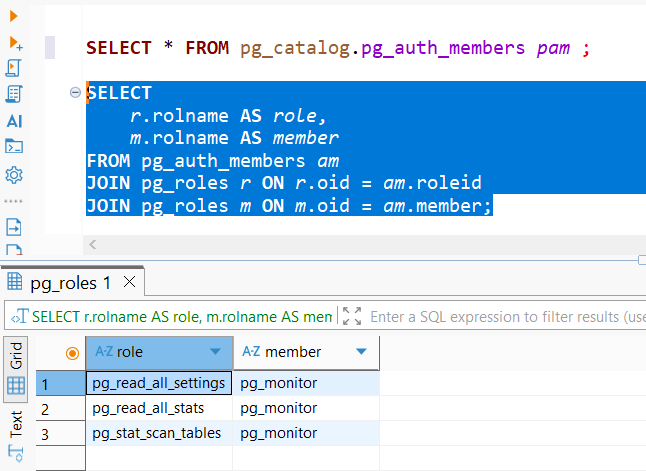 SELECT * FROM pg_catalog.pg_auth_members pam ;
SELECT
r.rolname AS role,
m.rolname AS member
FROM pg_auth_members am
JOIN pg_roles r ON r.oid = am.roleid
JOIN pg_roles m ON m.oid = am.member;
AI
pg_roles 1
SELECT r.rolname AS role, m.rolname AS mem
Enter a SQL expression to filter results (use
Grid
Text
A-Z role
A-Z member
1 pg_read_all_settings pg_monitor
2 pg_read_all_stats pg_monitor
3 pg_stat_scan_tables pg_monitor